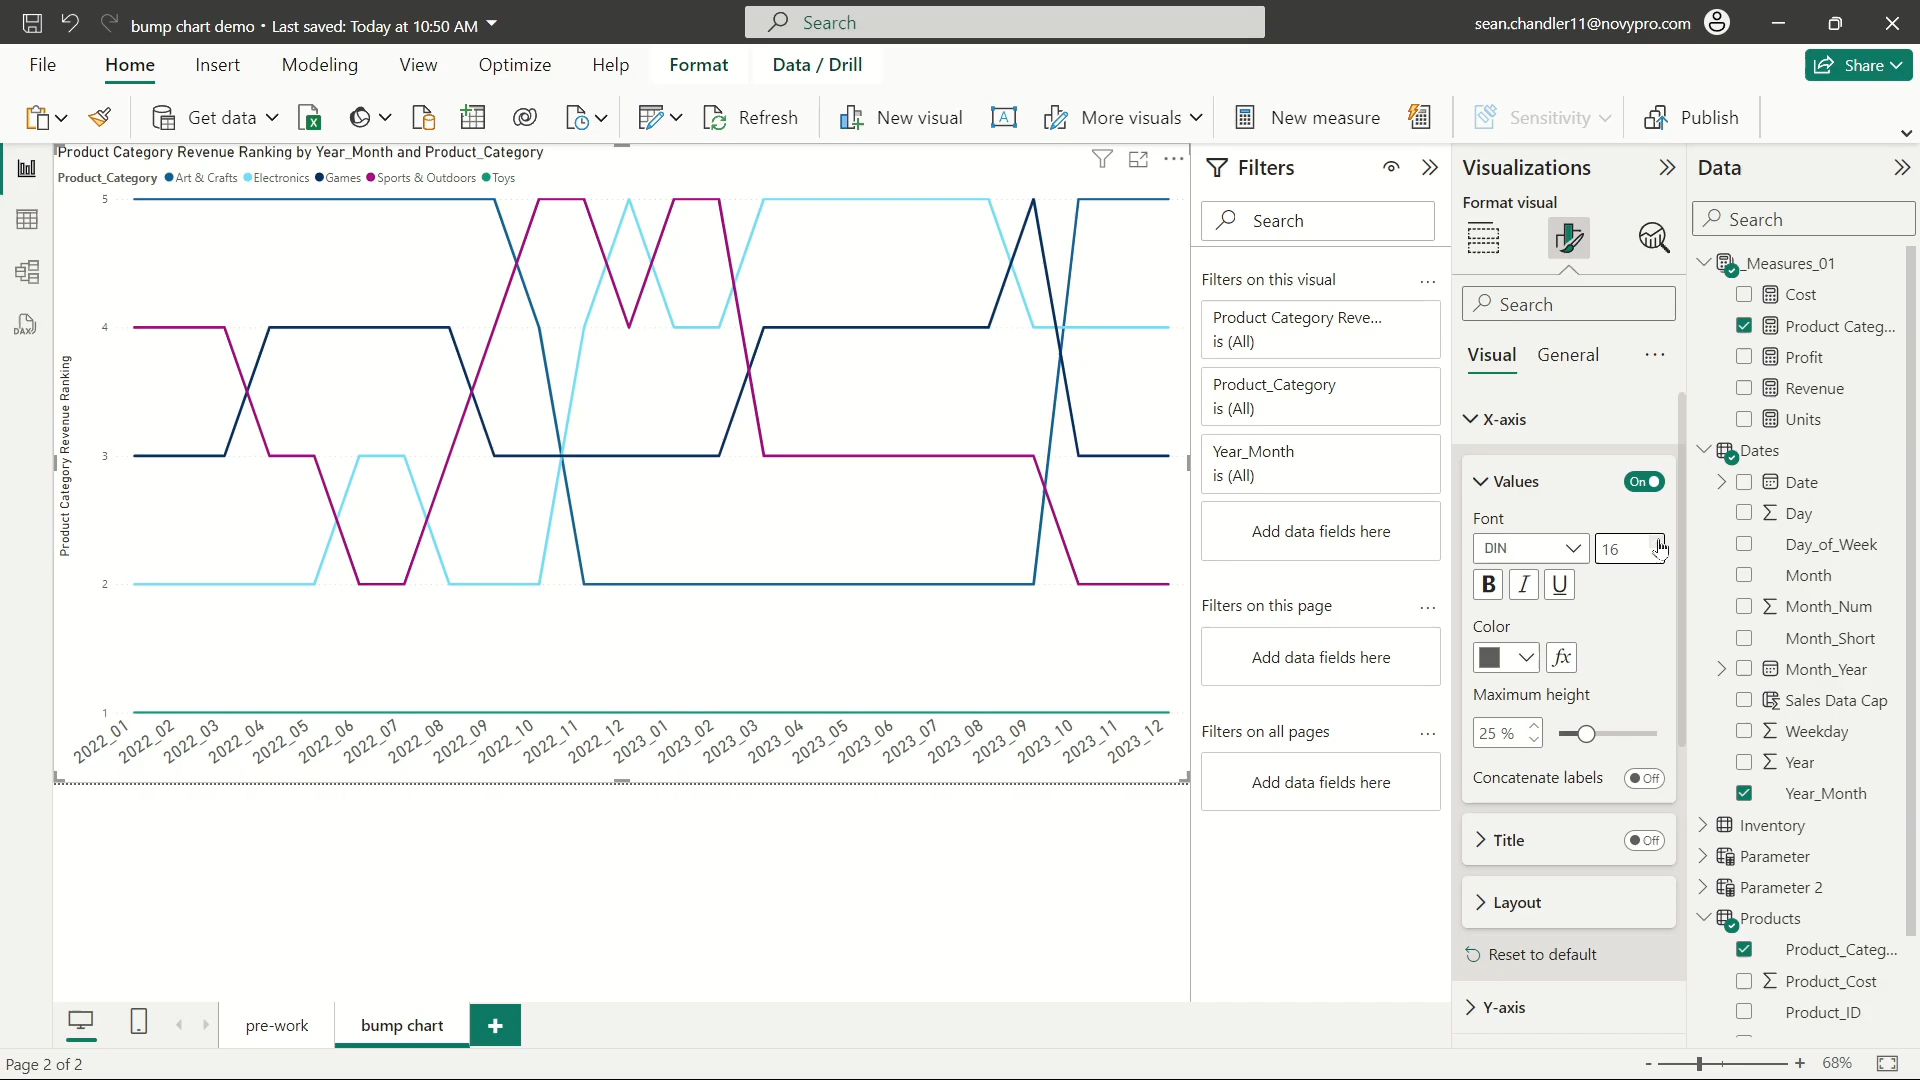 bump chart demo • Last saved: Today at 10:50 AM
Search
sean.chandler11@novypro.com
File
Home
Insert
Modeling
View
Optimize
Help
Format
Data / Drill
Share
Get data
Refresh
New visual
More visuals
New measure
Sensitivity
Publish
DAX
Product Category Revenue Ranking by Year_Month and Product_Category
Product_Category Art & Crafts Electronics Games Sports & Outdoors Toys
Product Category Revenue Ranking
5
4
3
2
1
2022_01 2022_02 2022_03 2022_04 2022_05 2022_06 2022_07 2022_08 2022_09 2022_10 2022_11 2022_12 2023_01 2023_02 2023_03 2023_04 2023_05 2023_06 2023_07 2023_08 2023_09 2023_10 2023_11 2023_12
Filters
Search
Filters on this visual
Product Category Reve...
is (All)
Product_Category
is (All)
Year_Month
is (All)
Add data fields here
Filters on this page
Add data fields here
Filters on all pages
Add data fields here
Visualizations
Format visual
Search
Visual
General
X-axis
Values
On
Font
DIN
16
B
I
U
Color
fx
Maximum height
25 %
Concatenate labels
Off
Title
Off
Layout
Reset to default
Y-axis
Data
Search
_Measures_01
Cost
Product Categ...
Profit
Revenue
Units
Dates
Date
Day
Day_of_Week
Month
Month_Num
Month_Short
Month_Year
Sales Data Cap
Weekday
Year
Year_Month
Inventory
Parameter
Parameter 2
Products
Product_Categ...
Product_Cost
Product_ID
pre-work
bump chart
Page 2 of 2
68%